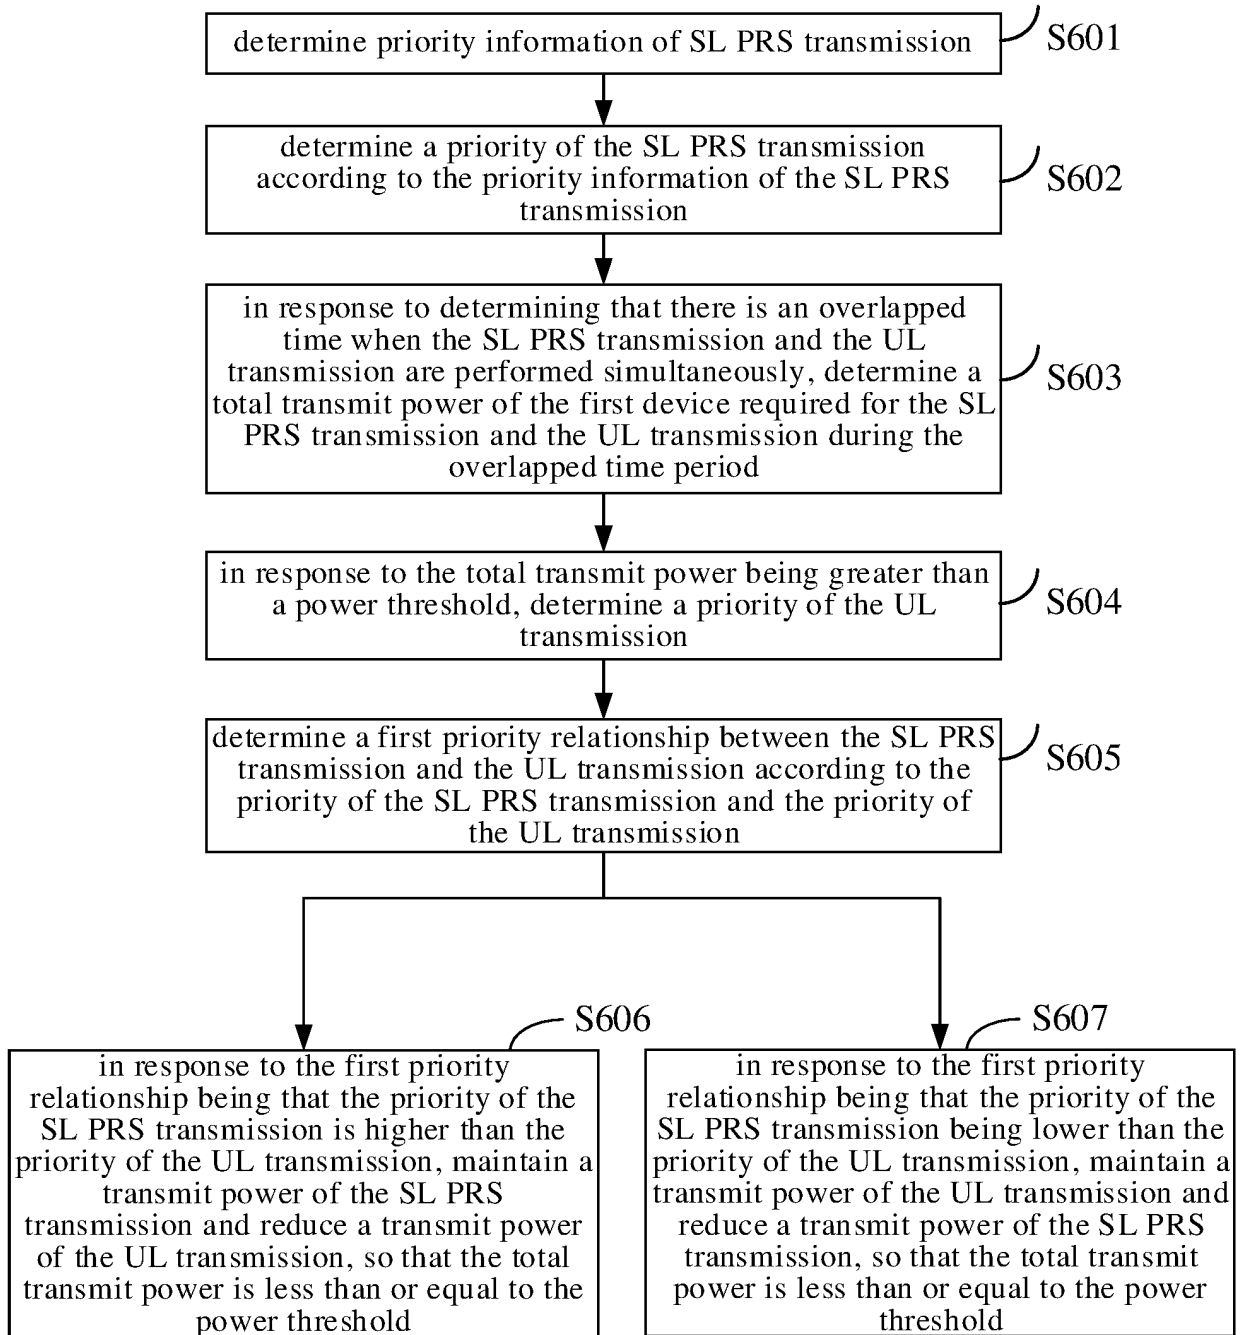 determine priority information of SL PRS transmission
S601
determine a priority of the SL PRS transmission
according to the priority information of the SL PRS
transmission
S602
in response to determining that there is an overlapped
time when the SL PRS transmission and the UL
transmission are performed simultaneously, determine a
total transmit power of the first device required for the SL
PRS transmission and the UL transmission during the
overlapped time period
S603
in response to the total transmit power being greater than
a power threshold, determine a priority of the UL
transmission
S604
determine a first priority relationship between the SL PRS
transmission and the UL transmission according to the
priority of the SL PRS transmission and the priority of
the UL transmission
S605
S606
in response to the first priority
relationship being that the priority of the
SL PRS transmission is higher than the
priority of the UL transmission, maintain a
transmit power of the SL PRS
transmission and reduce a transmit power
of the UL transmission, so that the total
transmit power is less than or equal to the
power threshold
S607
in response to the first priority
relationship being that the priority of the
SL PRS transmission being lower than the
priority of the UL transmission, maintain a
transmit power of the UL transmission and
reduce a transmit power of the SL PRS
transmission, so that the total transmit
power is less than or equal to the power
threshold